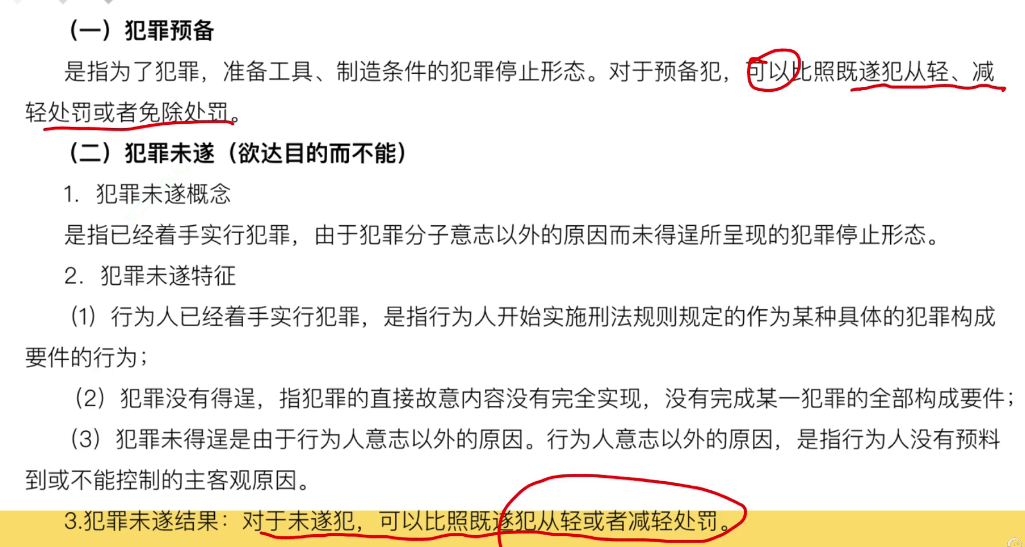 （一）犯罪预备
是指为了犯罪，准备工具、制造条件的犯罪停止形态。对于预备犯，可以比照既遂犯从轻、减
轻处罚或者免除处罚。
（二）犯罪未遂（欲达目的而不能）
1．犯罪未遂概念
是指已经着手实行犯罪，由于犯罪分子意志以外的原因而未得逞所呈现的犯罪停止形态。
2．犯罪未遂特征
（1）行为人已经着手实行犯罪，是指行为人开始实施刑法规则规定的作为某种具体的犯罪构成
要件的行为；
（2）犯罪没有得逞，指犯罪的直接故意内容没有完全实现，没有完成某一犯罪的全部构成要件；
（3）犯罪未得逞是由于行为人意志以外的原因。行为人意志以外的原因，是指行为人没有预料
到或不能控制的主客观原因。
3.犯罪未遂结果：对于未遂犯，可以比照既遂犯从轻或者减轻处罚。